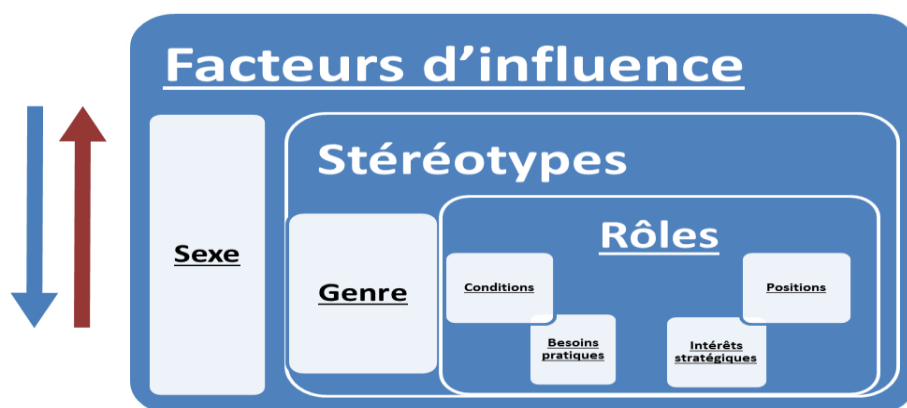 Facteurs d’influence
Stéréotypes
Rôles
Sexe
Genre
Conditions
Positions
Besoins
pratiques
Intérêts
stratégiques